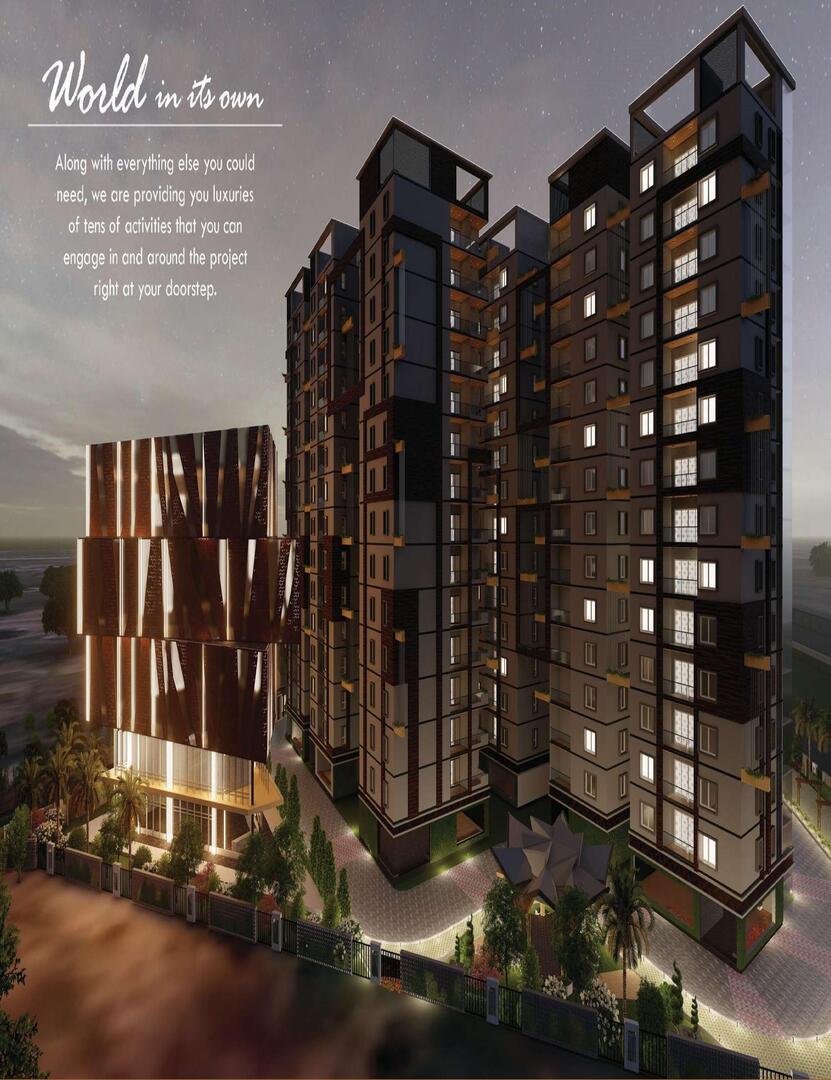 World in its own
Along with everything else you could
need, we are providing you luxuries
of tens of activities that you can
engage in and around the project
right at your doorstep.